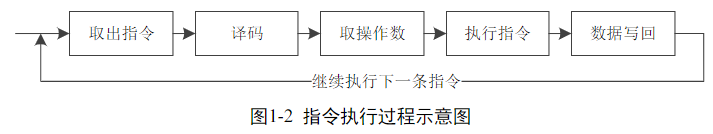 取出指令
译码
取操作数
执行指令
数据写回
继续执行下一条指令
图1-2 指令执行过程示意图